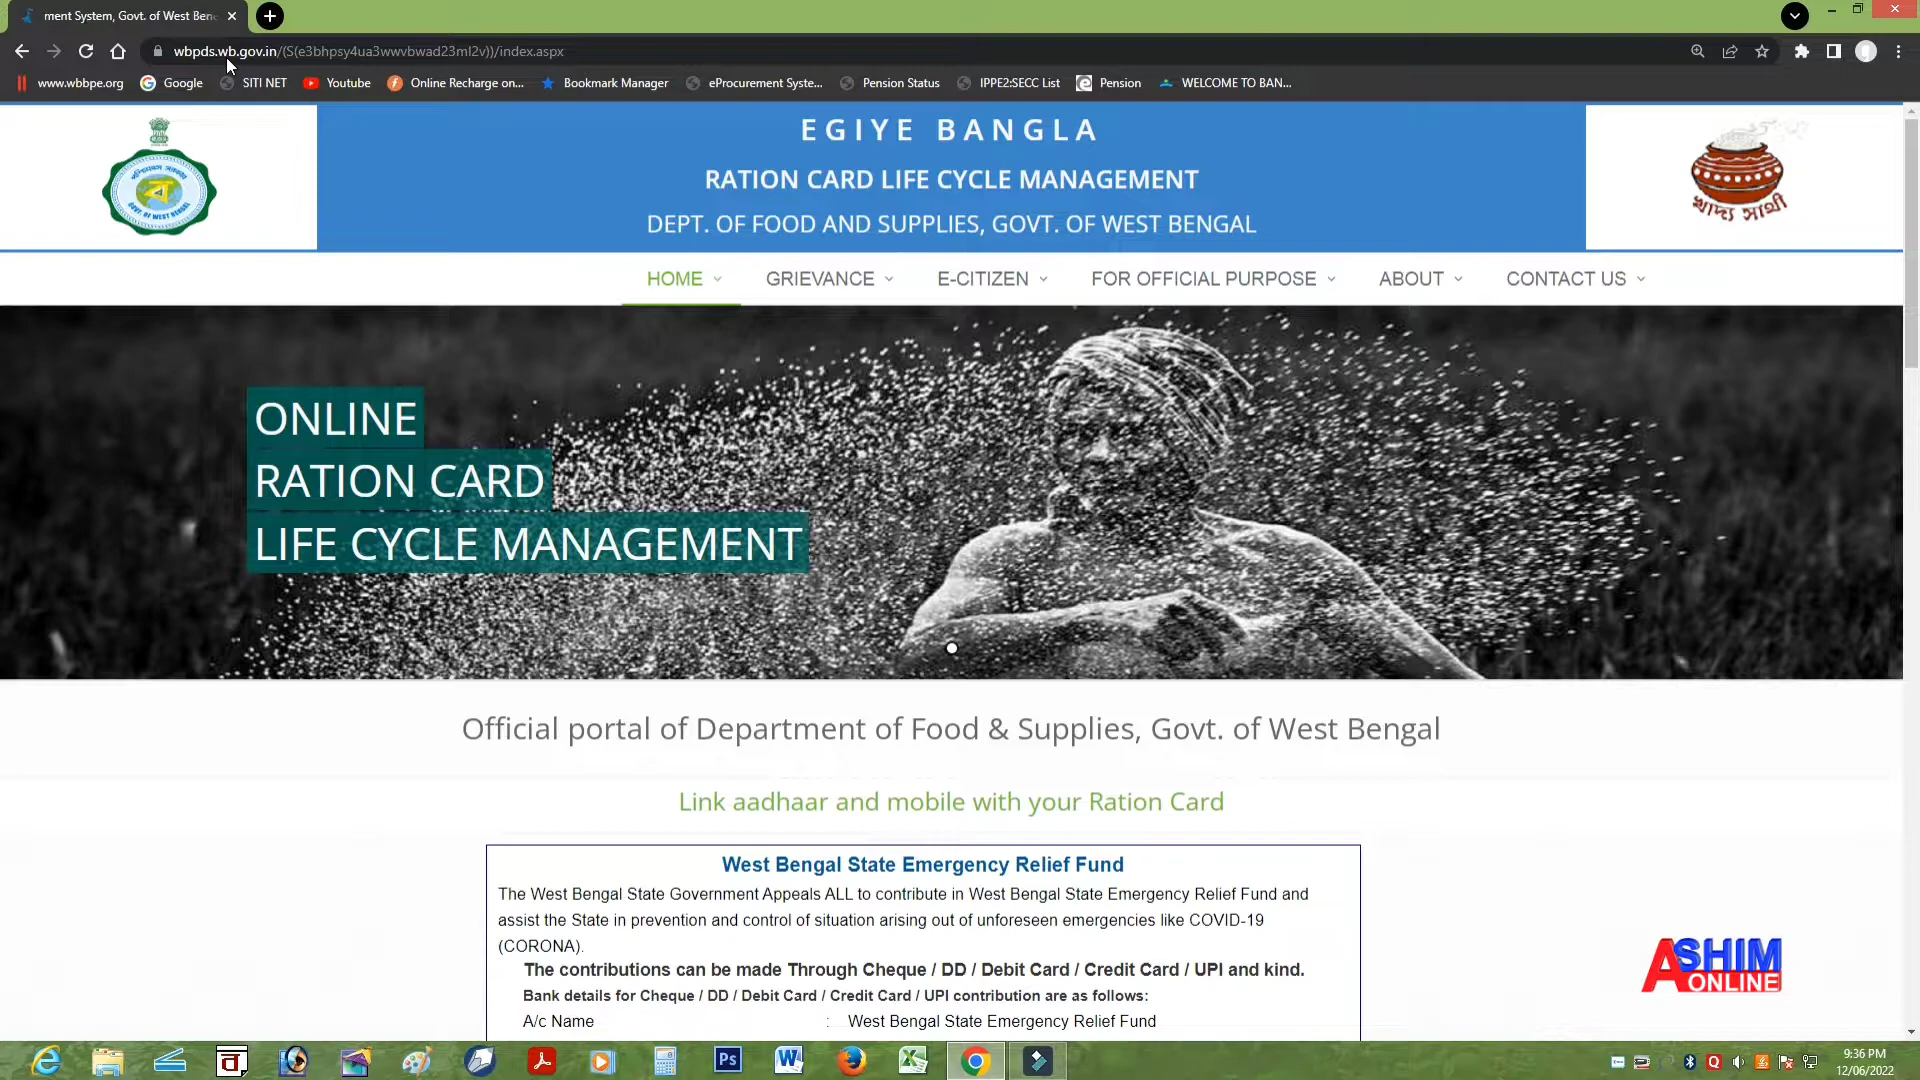 ment System, Govt. of West Ben
wbpds.wb.gov.in/(S(e3bhpsy4ua3wwvbwad23ml2v))/index.aspx
www.wbbpe.org Google SITI NET Youtube Online Recharge on... Bookmark Manager eProcurement Syste... Pension Status IPPE2:SECC List Pension WELCOME TO BAN...
EGIYE BANGLA
RATION CARD LIFE CYCLE MANAGEMENT
DEPT. OF FOOD AND SUPPLIES, GOVT. OF WEST BENGAL
GOVT. OF WEST BENGAL
খাদ্য সাথী
HOME GRIEVANCE E-CITIZEN FOR OFFICIAL PURPOSE ABOUT CONTACT US
ONLINE
RATION CARD
LIFE CYCLE MANAGEMENT
Official portal of Department of Food & Supplies, Govt. of West Bengal
Link aadhaar and mobile with your Ration Card
West Bengal State Emergency Relief Fund
The West Bengal State Government Appeals ALL to contribute in West Bengal State Emergency Relief Fund and
assist the State in prevention and control of situation arising out of unforeseen emergencies like COVID-19
(CORONA).
The contributions can be made Through Cheque / DD / Debit Card / Credit Card / UPI and kind.
Bank details for Cheque / DD / Debit Card / Credit Card / UPI contribution are as follows:
A/c Name : West Bengal State Emergency Relief Fund
ASHIM
ONLINE
9:36 PM
12/06/2022